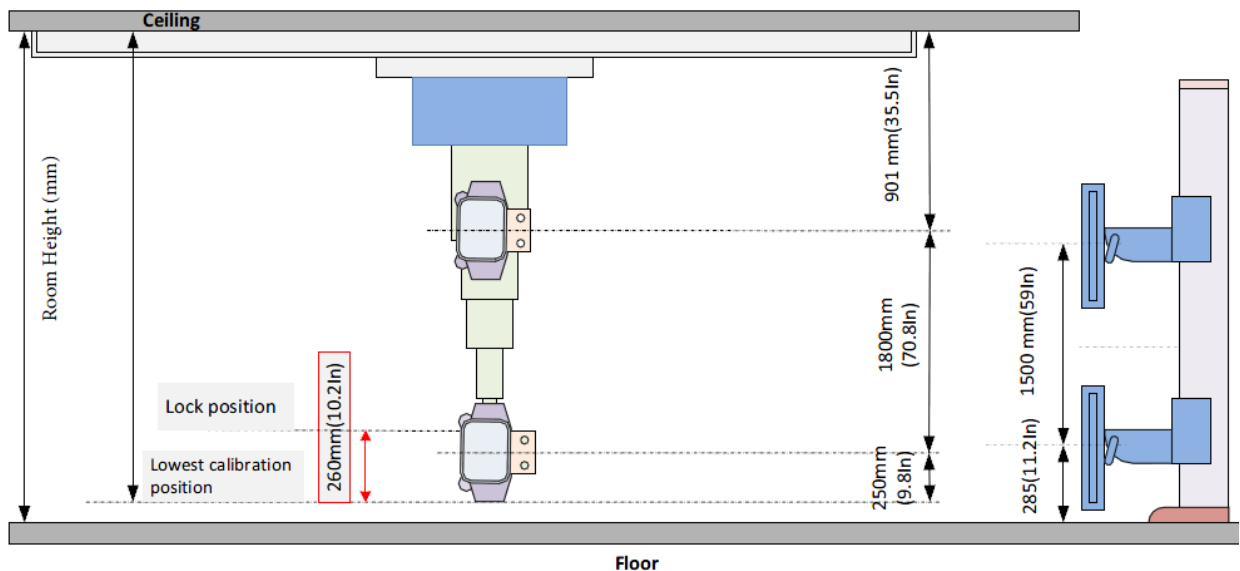 Ceiling
Room Height (mm)
901 mm(35.5In)
1800mm
(70.8In)
1500 mm(59In)
Lock position
260mm(10.2In)
Lowest calibration
position
250mm
(9.8In)
285(11.2In)
Floor